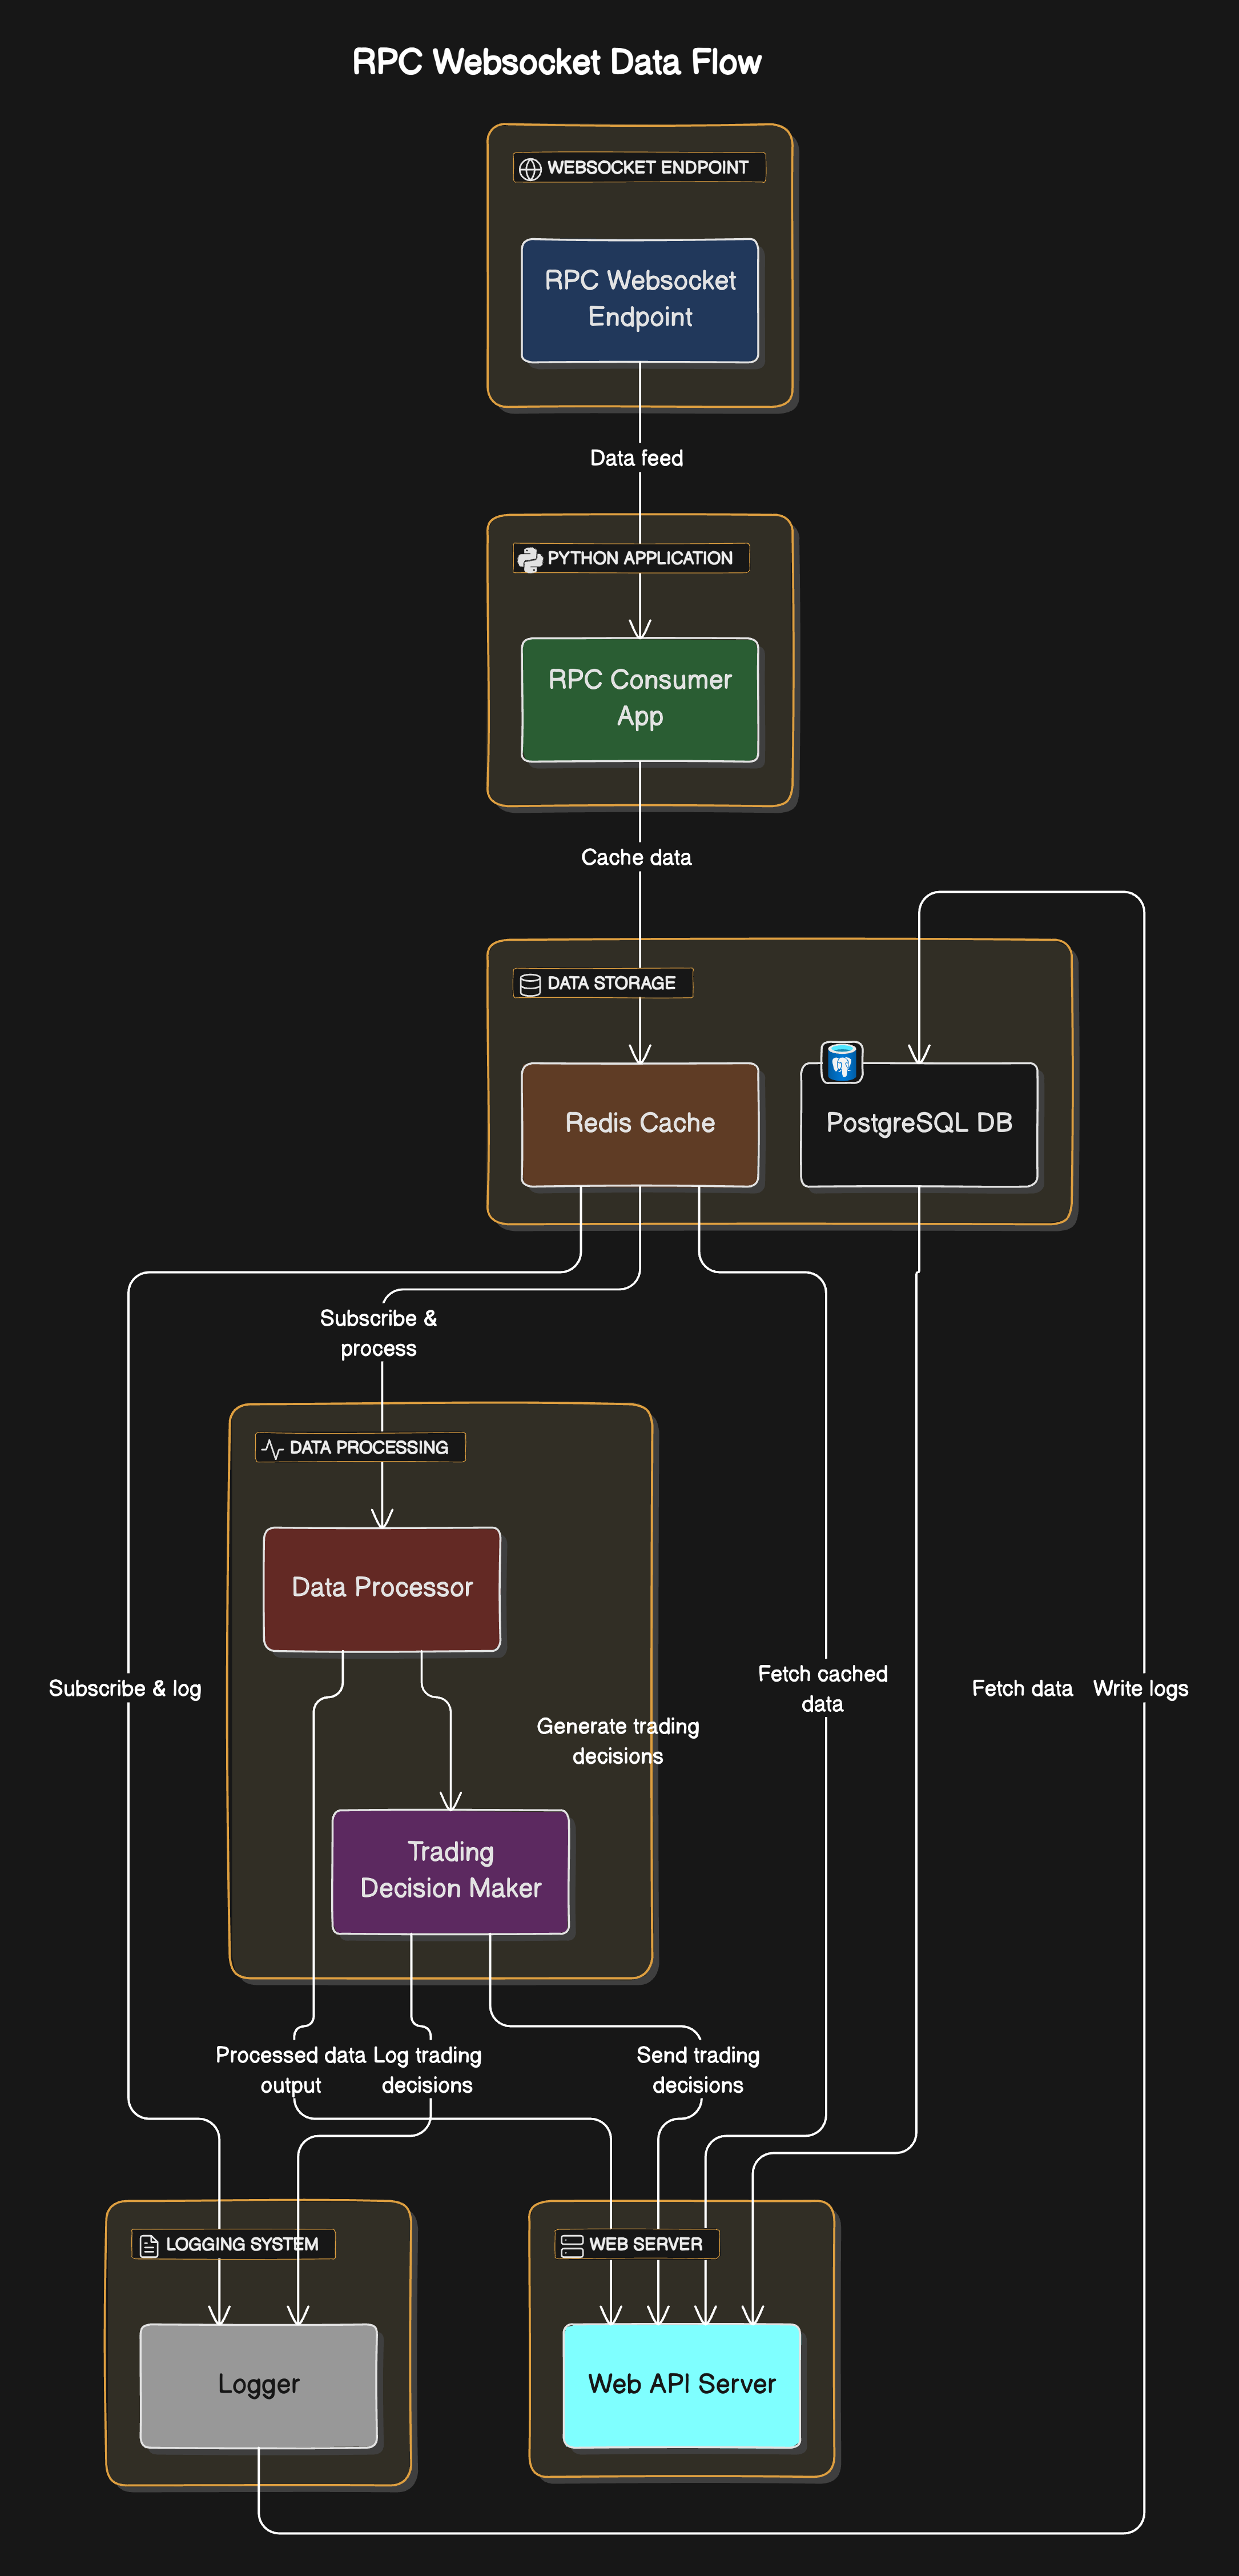 RPC Websocket Data Flow
WEBSOCKET ENDPOINT
RPC Websocket
Endpoint
Data feed
PYTHON APPLICATION
RPC Consumer
App
Cache data
DATA STORAGE
Redis Cache
PostgreSQL DB
Subscribe &
process
DATA PROCESSING
Data Processor
Subscribe & log
Generate trading
decisions
Fetch cached
data
Fetch data
Write logs
Trading
Decision Maker
Processed data
output
Log trading
decisions
Send trading
decisions
LOGGING SYSTEM
Logger
WEB SERVER
Web API Server